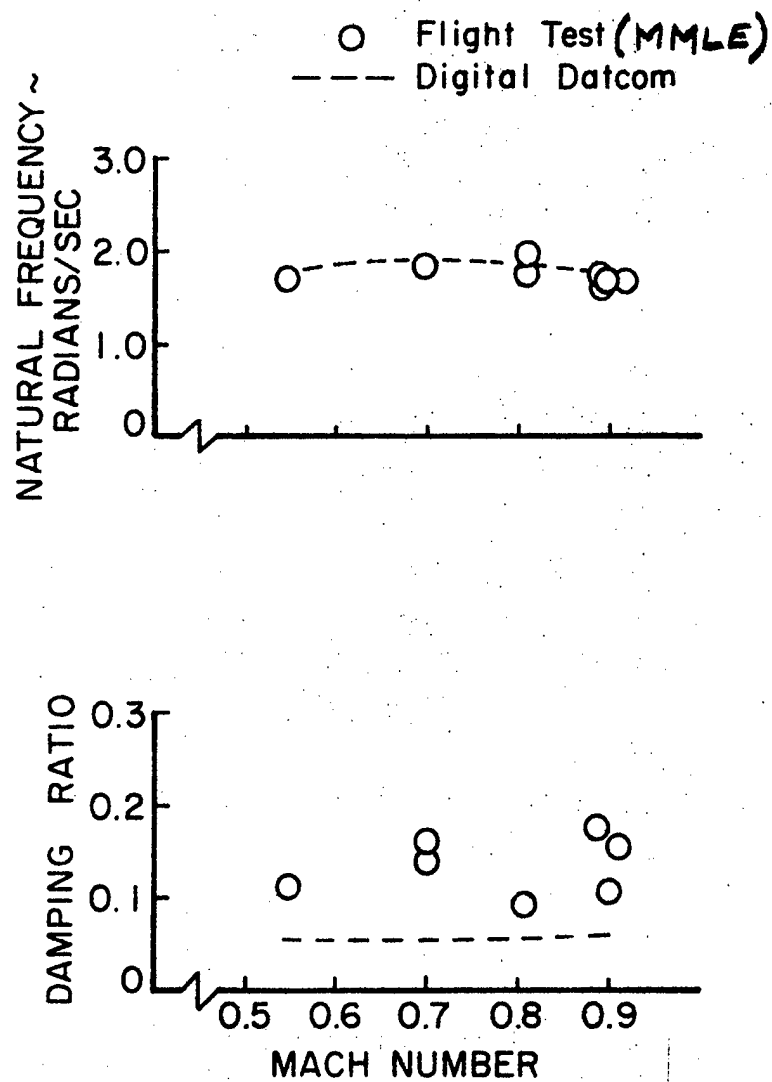 Flight Test (MMLE)
Digital Datcom
NATURAL FREQUENCY ~
RADIANS/SEC
3.0
2.0
1.0
0
DAMPING RATIO
0.3
0.2
0.1
0
0.5 0.6 0.7 0.8 0.9
MACH NUMBER